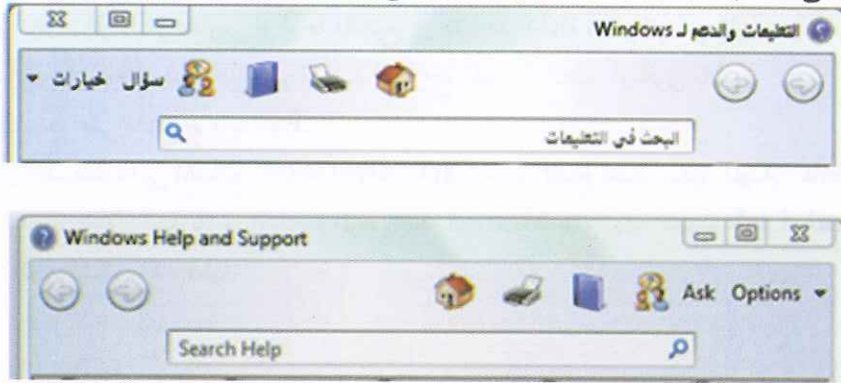 التعليمات والدعم لـ Windows
سؤال خيارات
البحث في التعليمات
Windows Help and Support
Ask Options
Search Help